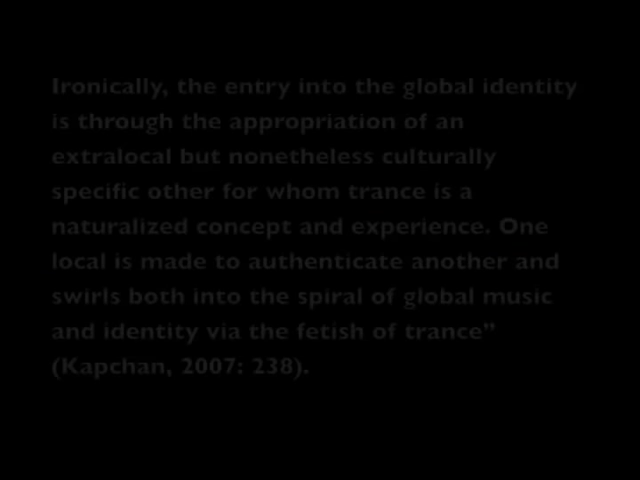 Ironically, the entry into the global identity
is through the appropriation of an
extralocal but nonetheless culturally
specific other for whom trance is a
naturalized concept and experience. One
local is made to authenticate another and
swirls both into the spiral of global music
and identity via the fetish of trance”
(Kapchan, 2007: 238).